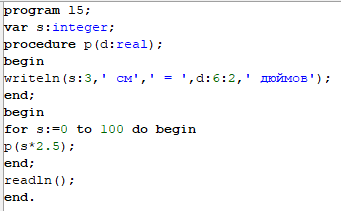 program 15;
var s:integer;
procedure p(d:real);
begin
writeln(s:3,' см',' = ',d:6:2,' дюймов');
end;
begin
for s:=0 to 100 do begin
p(s*2.5);
end;
readln();
end.